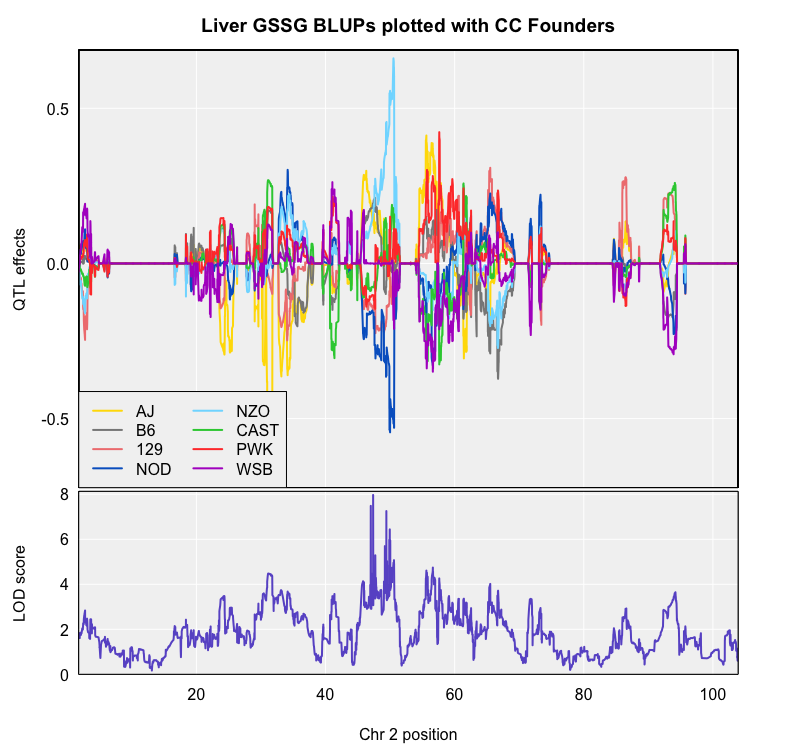 Liver GSSG BLUPs plotted with CC Founders
QTL effects
0.5
0.0
-0.5
AJ NZO
B6 CAST
129 PWK
NOD WSB
LOD score
8
6
4
2
0
20 40 60 80 100
Chr 2 position